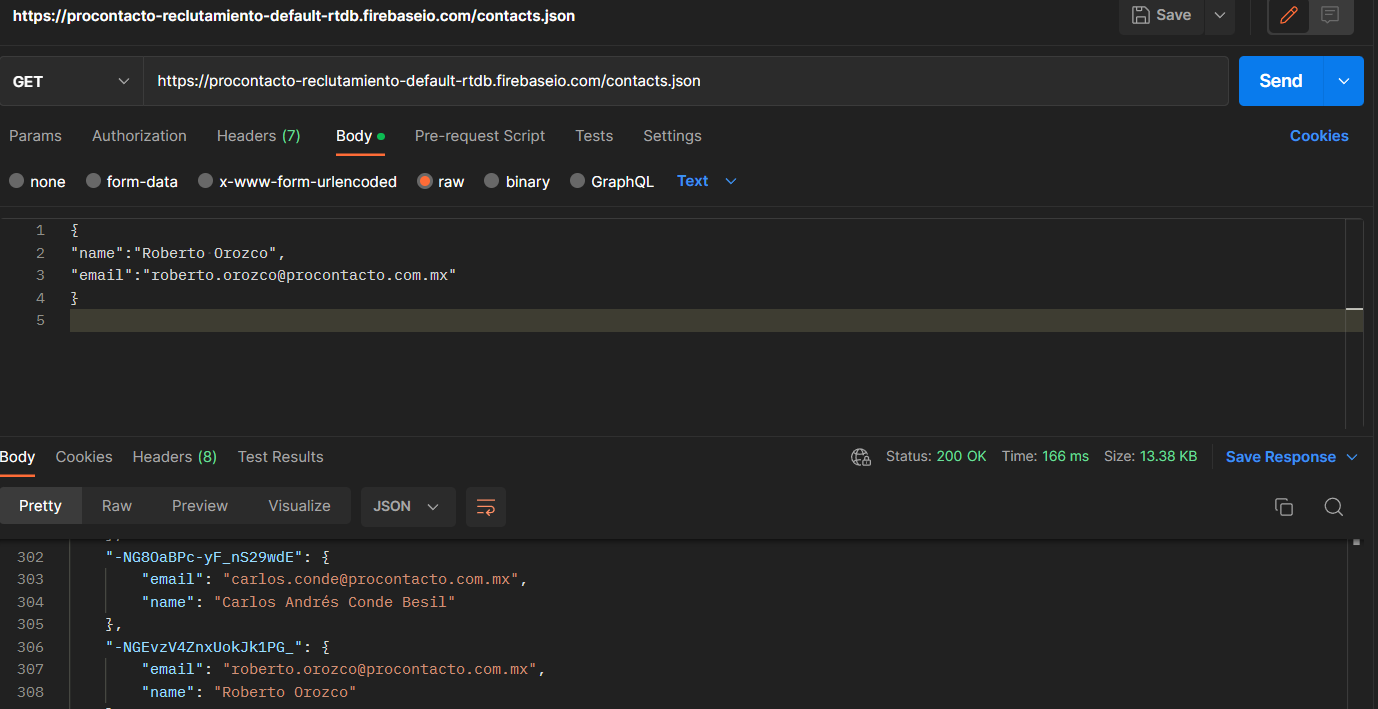 https://procontacto-reclutamiento-default-rtdb.firebaseio.com/contacts.json
Save
GET
https://procontacto-reclutamiento-default-rtdb.firebaseio.com/contacts.json
Send
Params Authorization Headers (7) Body Pre-request Script Tests Settings Cookies
none form-data x-www-form-urlencoded raw binary GraphQL Text
1 {
2 "name":"Roberto Orozco",
3 "email":"roberto.orozco@procontacto.com.mx"
4 }
5
Body Cookies Headers (8) Test Results Status: 200 OK Time: 166 ms Size: 13.38 KB Save Response
Pretty Raw Preview Visualize JSON
302 "-NG8OaBPc-yF_nS29wdE": {
303 "email": "carlos.conde@procontacto.com.mx",
304 "name": "Carlos Andrés Conde Besil"
305 },
306 "-NGEvzV4ZnxUokJk1PG_": {
307 "email": "roberto.orozco@procontacto.com.mx",
308 "name": "Roberto Orozco"